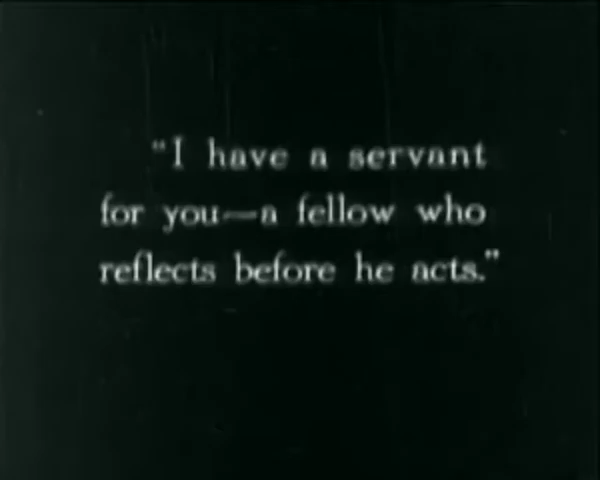 "I have a servant
for you—a fellow who
reflects before he acts."